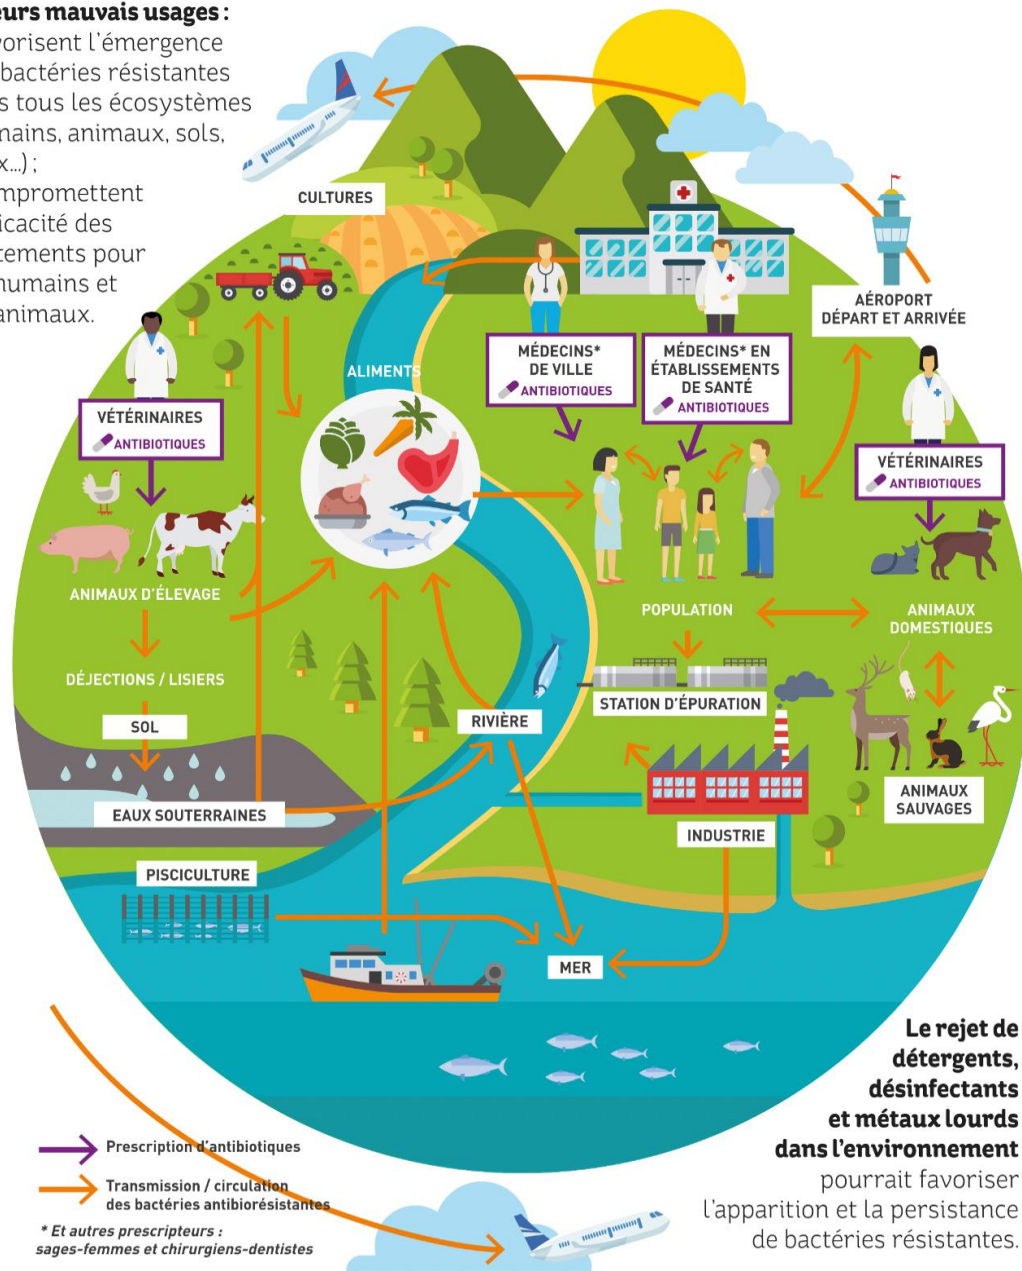 eurs mauvais usages :
vorisent l’émergence
bactéries résistantes
s tous les écosystèmes
mains, animaux, sols,
x...) ;
mpromettent
icacité des
tements pour
humains et
animaux.
CULTURES
AÉROPORT
DÉPART ET ARRIVÉE
MÉDECINS*
DE VILLE
ANTIBIOTIQUES
MÉDECINS* EN
ÉTABLISSEMENTS
DE SANTÉ
ANTIBIOTIQUES
ALIMENTS
VÉTÉRINAIRES
ANTIBIOTIQUES
VÉTÉRINAIRES
ANTIBIOTIQUES
ANIMAUX D’ÉLEVAGE
POPULATION
ANIMAUX
DOMESTIQUES
DÉJECTIONS / LISIERS
SOL
RIVIÈRE
STATION D’ÉPURATION
EAUX SOUTERRAINES
ANIMAUX
SAUVAGES
INDUSTRIE
PISCICULTURE
MER
Le rejet de
détergents,
désinfectants
et métaux lourds
dans l’environnement
pourrait favoriser
l’apparition et la persistance
de bactéries résistantes.
Prescription d’antibiotiques
Transmission / circulation
des bactéries antibiorésistantes
* Et autres prescripteurs :
sages-femmes et chirurgiens-dentistes